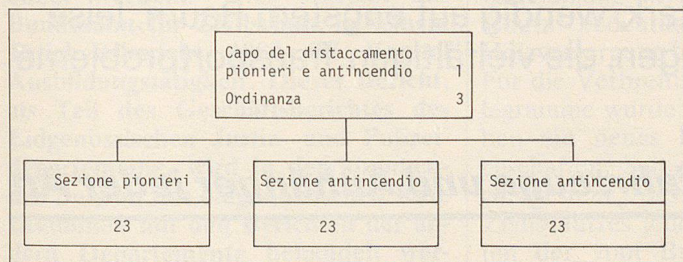 Capo del distaccamento
pionieri e antincendio 1
Ordinanza 3
Sezione pionieri
23
Sezione antincendio
23
Sezione antincendio
23